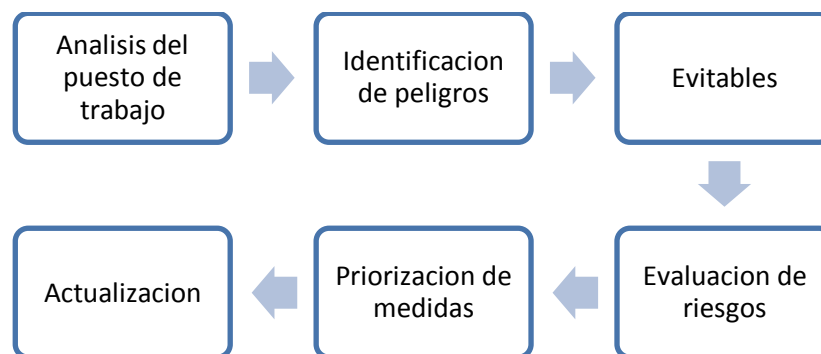 Analisis del
puesto de
trabajo
Identificacion
de peligros
Evitables
Evaluacion de
riesgos
Priorizacion de
medidas
Actualizacion